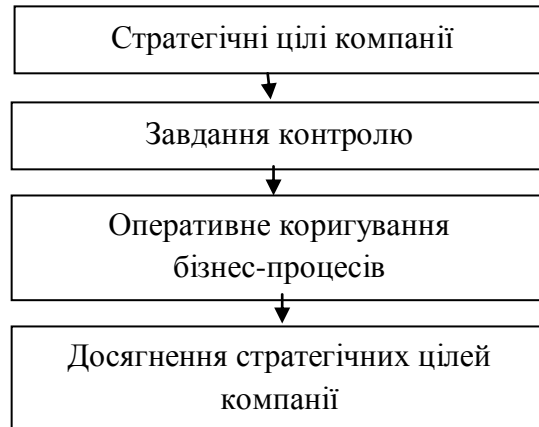 Стратегічні цілі компанії
Завдання контролю
Оперативне коригування
бізнес-процесів
Досягнення стратегічних цілей
компанії